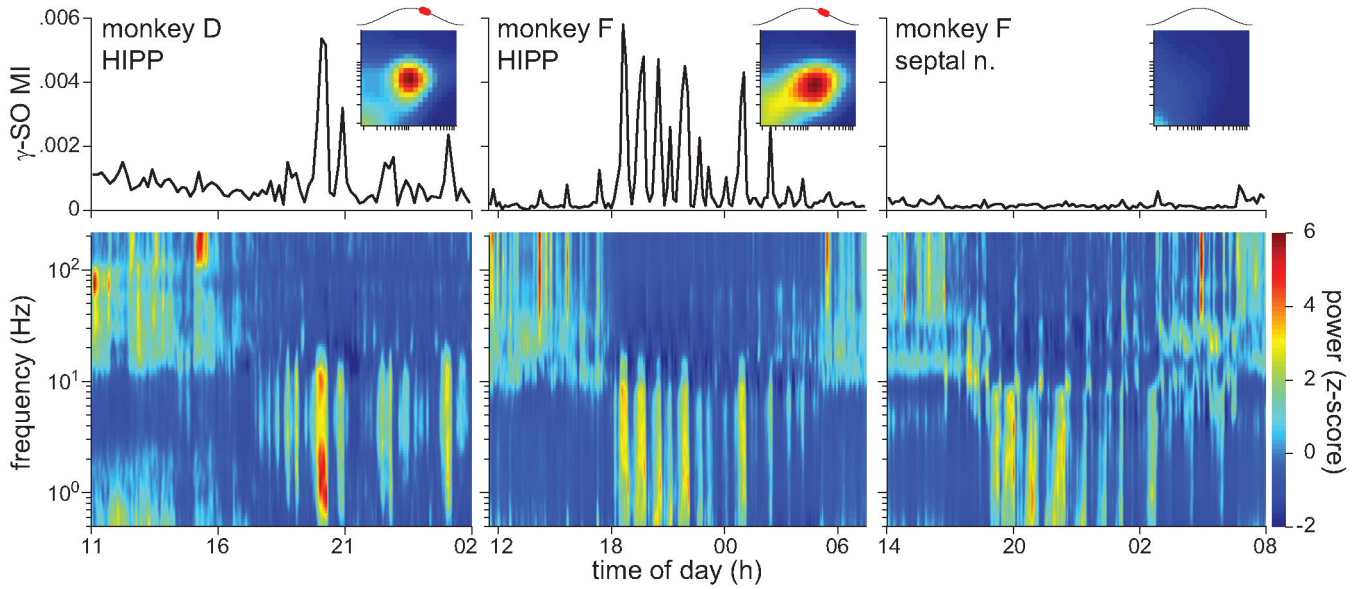 .006
.004
.002
0
γ-SO MI
monkey D
HIPP
monkey F
HIPP
monkey F
septal n.
10²
10¹
10⁰
frequency (Hz)
11 16 21 02
12 18 00 06
14 20 02 08
time of day (h)
6
4
2
0
-2
power (z-score)